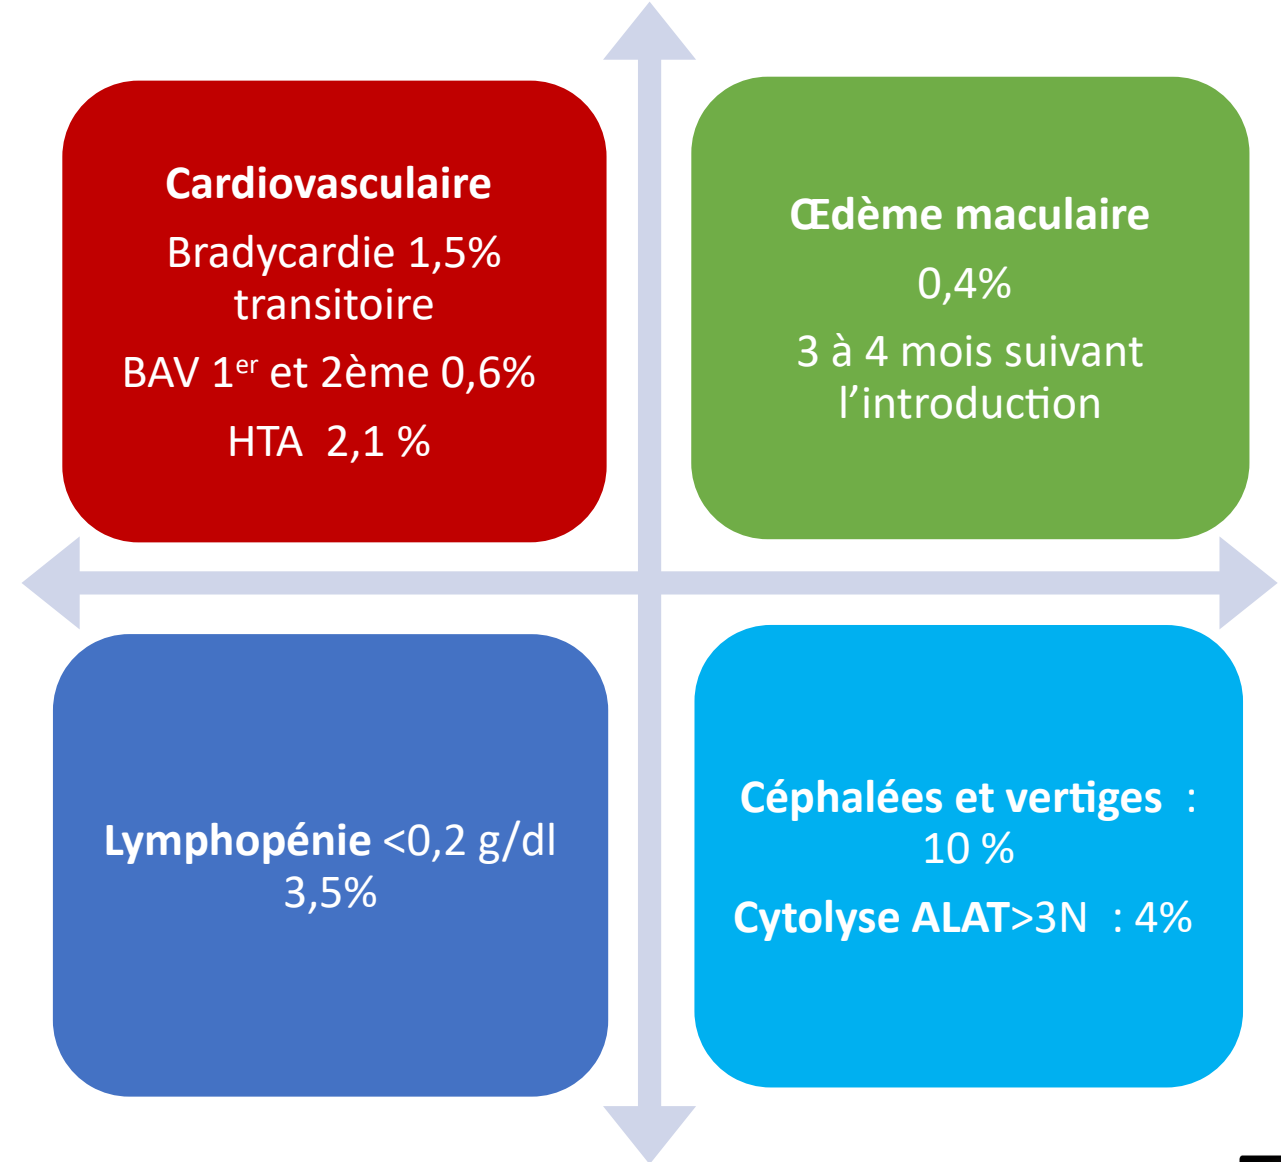 Cardiovasculaire
Bradycardie 1,5%
transitoire
BAV 1er et 2ème 0,6%
HTA  2,1 %
Œdème maculaire
0,4%
3 à 4 mois suivant
l’introduction
Lymphopénie <0,2 g/dl
3,5%
Céphalées et vertiges  :
10 %
Cytolyse ALAT>3N  : 4%